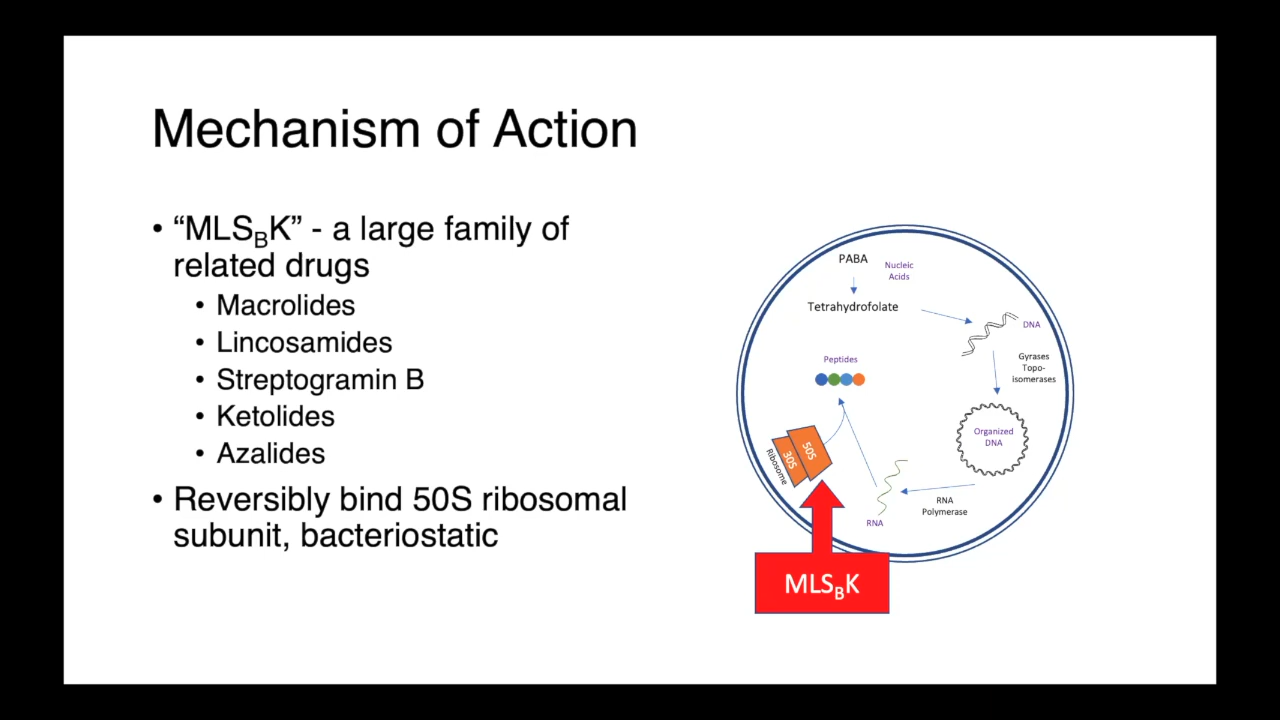 Mechanism of Action
• “MLSBK” - a large family of
related drugs
• Macrolides
• Lincosamides
• Streptogramin B
• Ketolides
• Azalides
• Reversibly bind 50S ribosomal
subunit, bacteriostatic
PABA
Nucleic
Acids
Tetrahydrofolate
DNA
Gyrases
Topo-
isomerases
Peptides
Organized
DNA
50S
30S
Ribosome
RNA
Polymerase
RNA
MLSBK